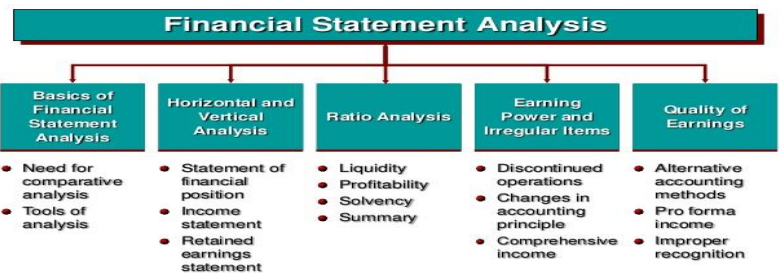 Financial Statement Analysis
Basics of
Financial
Statement
Analysis
Need for
comparative
analysis
Tools of
analysis
Horizontal and
Vertical
Analysis
Statement of
financial
position
Income
statement
Retained
earnings
statement
Ratio Analysis
Liquidity
Profitability
Solvency
Summary
Earning
Power and
Irregular Items
Discontinued
operations
Changes in
accounting
principle
Comprehensive
income
Quality of
Earnings
Alternative
accounting
methods
Pro forma
income
Improper
recognition